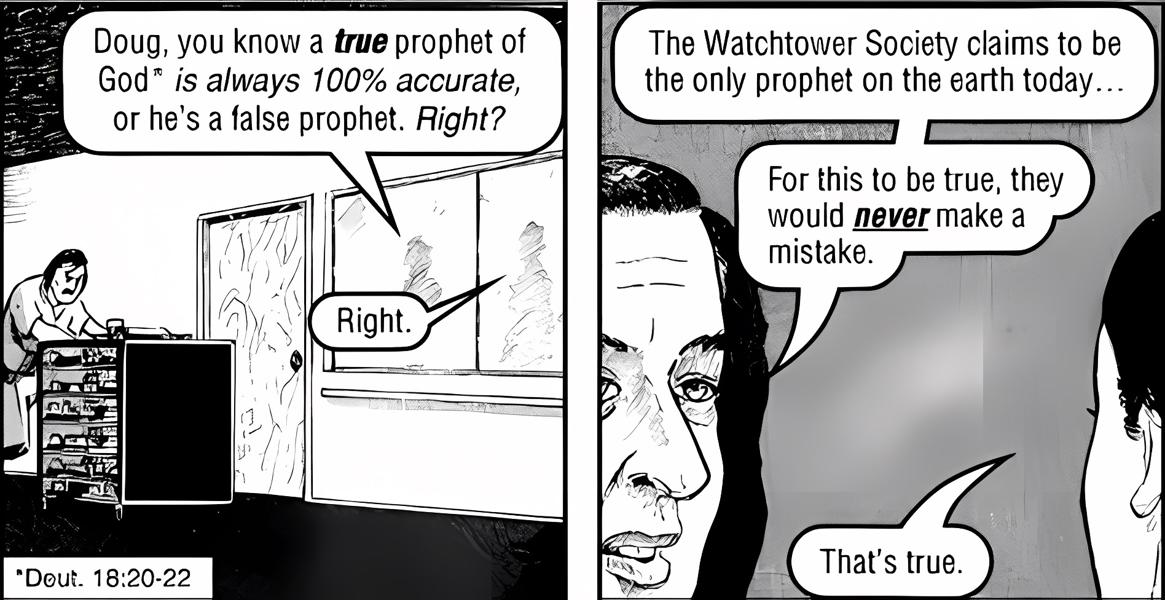 Doug, you know a true prophet of
God* is always 100% accurate,
or he's a false prophet. Right?
Right.
*Dout. 18:20-22
The Watchtower Society claims to be
the only prophet on the earth today...
For this to be true, they
would never make a
mistake.
That's true.